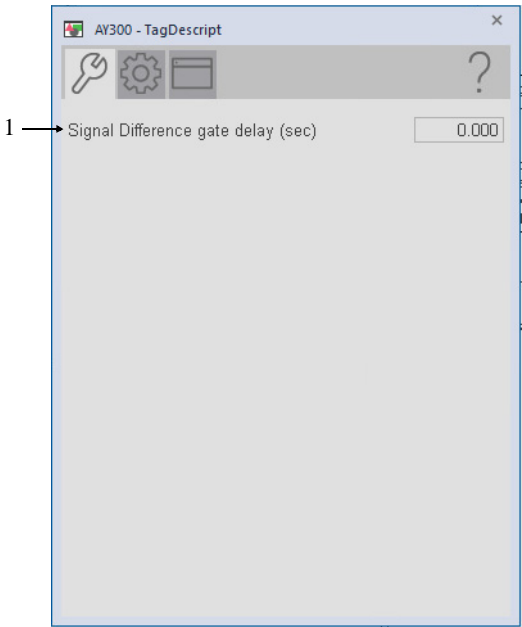 AY300 - TagDescript
1 Signal Difference gate delay (sec) 0.000